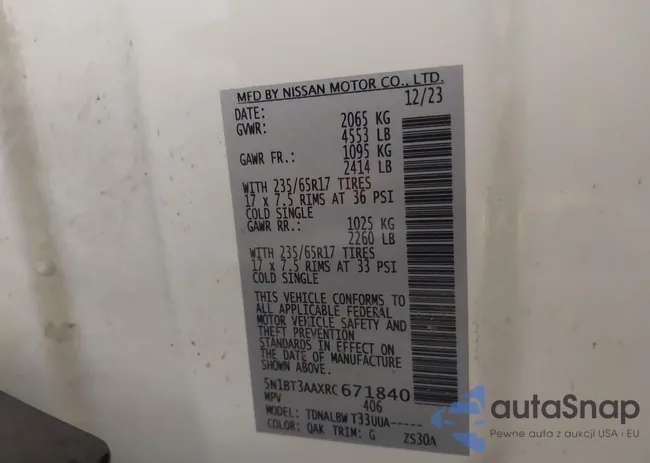 MFD BY NISSAN MOTOR CO., LTD.
DATE: 12/23
GVWR: 2065 KG
4553 LB
GAWR FR.: 1095 KG
2414 LB
WITH 235/65R17 TIRES
17 x 7.5 RIMS AT 36 PSI
COLD SINGLE
GAWR RR.: 1025 KG
2260 LB
WITH 235/65R17 TIRES
17 x 7.5 RIMS AT 33 PSI
COLD SINGLE
THIS VEHICLE CONFORMS TO
ALL APPLICABLE FEDERAL
MOTOR VEHICLE SAFETY AND
THEFT PREVENTION
STANDARDS IN EFFECT ON
THE DATE OF MANUFACTURE
SHOWN ABOVE.
5N1BT3AAXRC671840
MPV 406
MODEL: TDNALBW T33UUA-----
COLOR: QAK TRIM: G ZS30A
autaSnap
Pewne auta z aukcji USA i EU